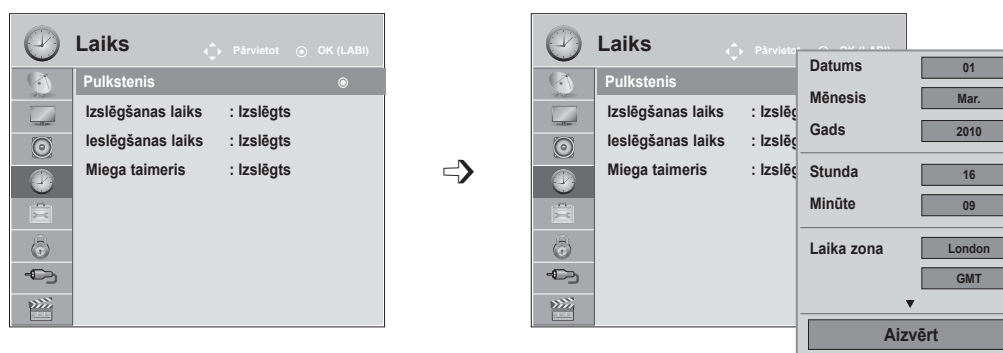 Laiks Pārvietot OK (LABI)
Pulkstenis
Izslēgšanas laiks : Izslēgts
Ieslēgšanas laiks : Izslēgts
Miega taimeris : Izslēgts
Laiks
Pulkstenis
Izslēgšanas laiks
Ieslēgšanas laiks
Miega taimeris
Datums 01
Mēnesis Mar.
Gads 2010
Stunda 16
Minūte 09
Laika zona London
GMT
Aizvērt